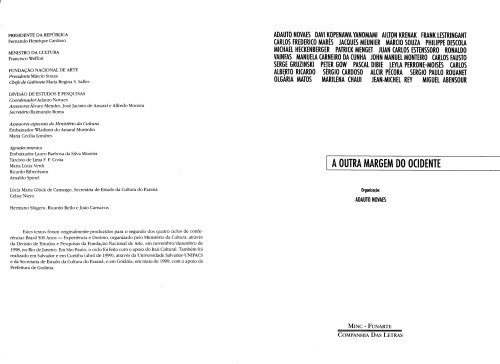 PRESIDENTE DA REPÚBLICA
Fernando Henrique Cardoso
MINISTRO DA CULTURA
Francisco Weffort
FUNDAÇÃO NACIONAL DE ARTE
Presidente Márcio Souza
Chefe de Gabinete Maria Regina S. Salles
DIVISÃO DE ESTUDOS E PESQUISAS
Coordenador Adauto Novaes
Assessores Álvaro Mendes, José Jacinto de Amaral e Alfredo Moreira
Secretário Raimundo Roma
Assessores especiais do Ministério da Cultura
Embaixador Wladimir do Amaral Murtinho
Maria Cecília Londres
Agradecimentos
Embaixador Lauro Barbosa da Silva Moreira
Tarcísio de Lima F. F. Costa
Maria Lúcia Verdi
Ricardo Ribenboim
Arnaldo Spinel
Lúcia Maria Glück de Camargo, Secretária de Estado da Cultura do Paraná
Celise Niero
Hermano Shigeru, Ricardo Bello e João Camarcos
Estes textos foram originalmente produzidos para o segundo dos quatro ciclos de confe-
rências Brasil 500 Anos — Experiência e Destino, organizado pelo Ministério da Cultura, através
da Divisão de Estudos e Pesquisas da Fundação Nacional de Arte, em novembro/dezembro de
1998, no Rio de Janeiro. Em São Paulo, o ciclo foi feito com o apoio do Itaú Cultural. Também foi
realizado em Salvador e em Curitiba (abril de 1999), através da Universidade Salvador-UNIFACS
e da Secretaria de Estado da Cultura do Paraná, e em Goiânia, em maio de 1999, com o apoio da
Prefeitura de Goiânia.
ADAUTO NOVAES DAVI KOPENAWA YANOMAMI AILTON KRENAK FRANK LESTRINGANT
CARLOS FREDERICO MARÉS JACQUES MEUNIER MÁRCIO SOUZA PHILIPPE DESCOLA
MICHAEL HECKENBERGER PATRICK MENGET JUAN CARLOS ESTENSSORO RONALDO
VAINFAS MANUELA CARNEIRO DA CUNHA JOHN MANUEL MONTEIRO CARLOS FAUSTO
SERGE GRUZINSKI PETER GOW PASCAL DIBIE LEYLA PERRONE-MOISÉS CARLOS
ALBERTO RICARDO SERGIO CARDOSO ALCIR PÉCORA SERGIO PAULO ROUANET
OLGÁRIA MATOS MARILENA CHAUI JEAN-MICHEL REY MIGUEL ABENSOUR
A OUTRA MARGEM DO OCIDENTE
Organização:
ADAUTO NOVAES
MINC - FUNARTE
COMPANHIA DAS LETRAS